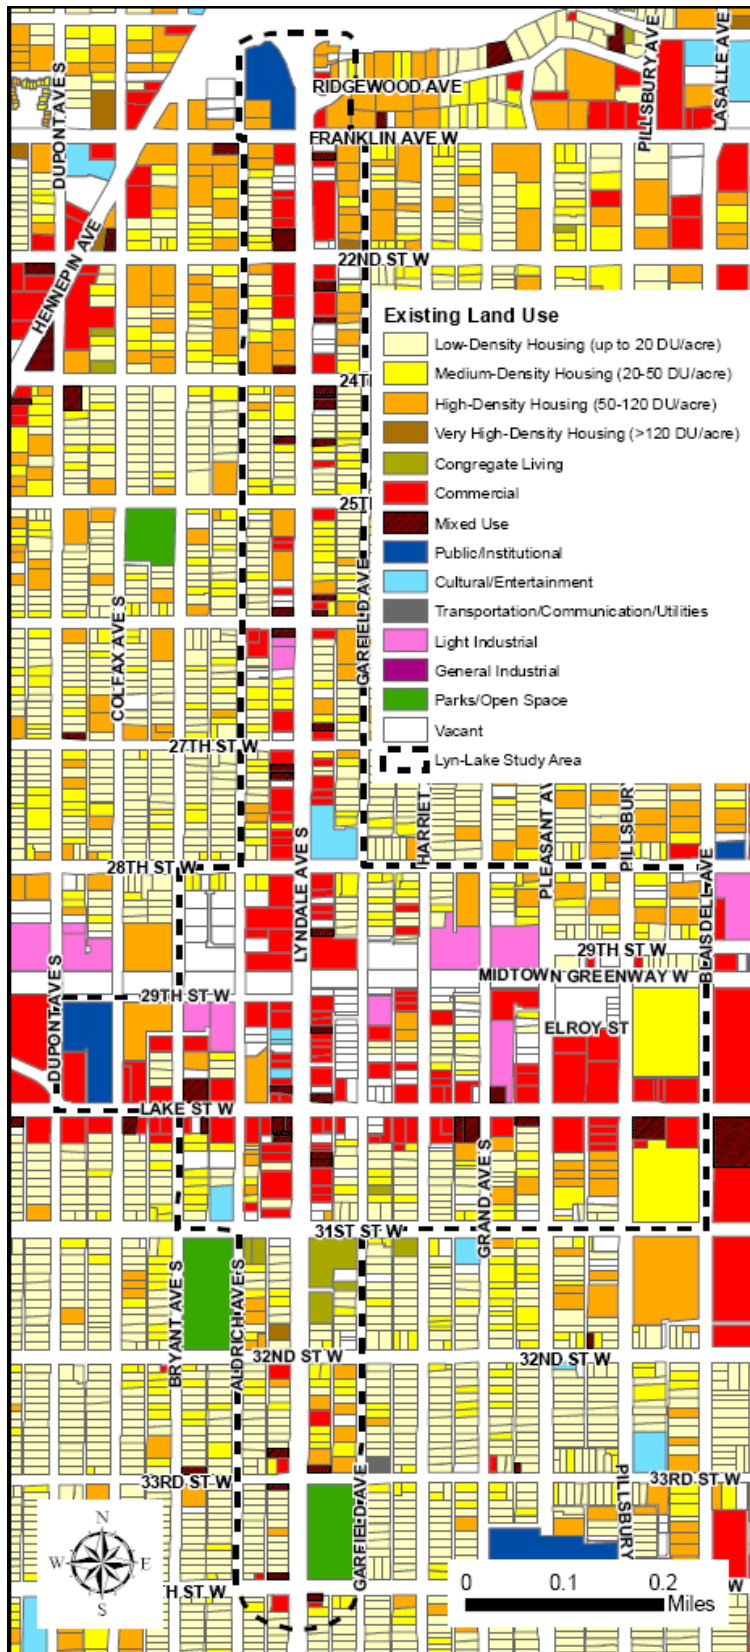 DUPONT AVE S
PILLSBURY AVE
LASALLE AVE
RIDGEWOOD AVE
FRANKLIN AVE W
HENNEPIN AVE
22ND ST W
Existing Land Use
Low-Density Housing (up to 20 DU/acre)
Medium-Density Housing (20-50 DU/acre)
High-Density Housing (50-120 DU/acre)
Very High-Density Housing (>120 DU/acre)
Congregate Living
Commercial
Mixed Use
Public/Institutional
Cultural/Entertainment
Transportation/Communication/Utilities
Light Industrial
General Industrial
Parks/Open Space
Vacant
Lyn-Lake Study Area
24T
25T
GARFIELD AVE
COLFAX AVE S
27TH ST W
HARRIET
PLEASANT AV
PILLSBURY
LYNDALE AVE S
28TH ST W
BLAISDELL AVE
29TH ST W
MIDTOWN GREENWAY W
DUPONT AVE S
29TH ST W
ELROY ST
LAKE ST W
GRAND AVE S
31ST ST W
BRYANT AVE S
ALDRICH AVE S
32ND ST W
32ND ST W
33RD ST W
33RD ST W
PILLSBURY
GARFIELD AVE
N
W E
S
TH ST W
W
0 0.1 0.2
Miles